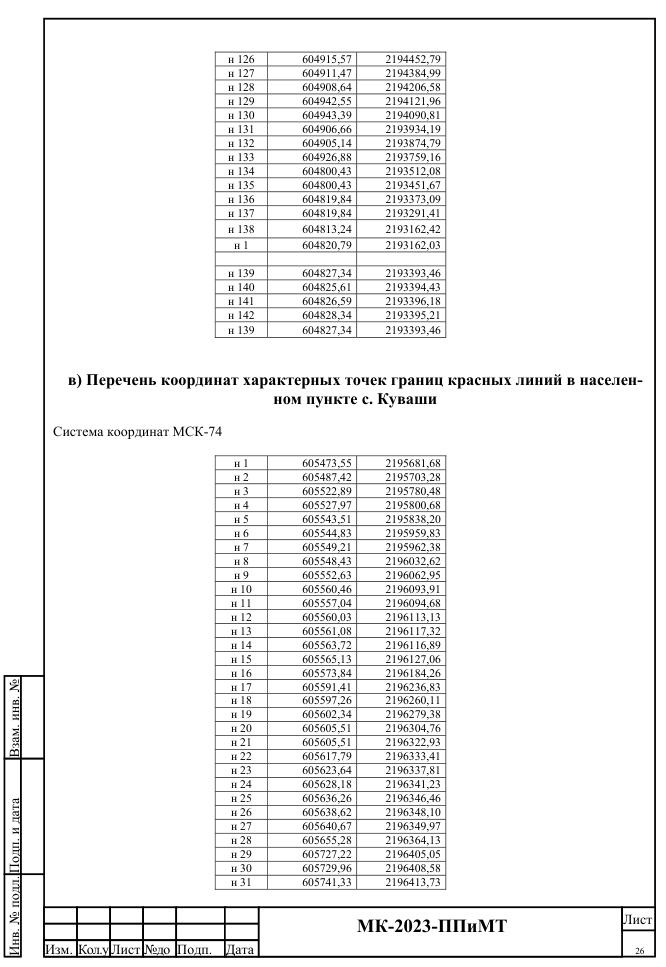 н 126 604915,57 2194452,79
н 127 604911,47 2194384,99
н 128 604908,64 2194206,58
н 129 604942,55 2194121,96
н 130 604943,39 2194090,81
н 131 604906,66 2193934,19
н 132 604905,14 2193874,79
н 133 604926,88 2193759,16
н 134 604800,43 2193512,08
н 135 604800,43 2193451,67
н 136 604819,84 2193373,09
н 137 604819,84 2193291,41
н 138 604813,24 2193162,42
н 1 604820,79 2193162,03
н 139 604827,34 2193393,46
н 140 604825,61 2193394,43
н 141 604826,59 2193396,18
н 142 604828,34 2193395,21
н 139 604827,34 2193393,46
в) Перечень координат характерных точек границ красных линий в населен-
ном пункте с. Куваши
Система координат МСК-74
н 1 605473,55 2195681,68
н 2 605487,42 2195703,28
н 3 605522,89 2195780,48
н 4 605527,97 2195800,68
н 5 605543,51 2195838,20
н 6 605544,83 2195959,83
н 7 605549,21 2195962,38
н 8 605548,43 2196032,62
н 9 605552,63 2196062,95
н 10 605560,46 2196093,91
н 11 605557,04 2196094,68
н 12 605560,03 2196113,13
н 13 605561,08 2196117,32
н 14 605563,72 2196116,89
н 15 605565,13 2196127,06
н 16 605573,84 2196184,26
н 17 605591,41 2196236,83
н 18 605597,26 2196260,11
н 19 605602,34 2196279,38
н 20 605605,51 2196304,76
н 21 605605,51 2196322,93
н 22 605617,79 2196333,41
н 23 605623,64 2196337,81
н 24 605628,18 2196341,23
н 25 605636,26 2196346,46
н 26 605638,62 2196348,10
н 27 605640,67 2196349,97
н 28 605655,28 2196364,13
н 29 605727,22 2196405,05
н 30 605729,96 2196408,58
н 31 605741,33 2196413,73
Взам. инв. №
Подп. и дата
Инв. № подл.
МК-2023-ППиМТ
Лист
26
Изм. Кол.у Лист №до Подп. Дата